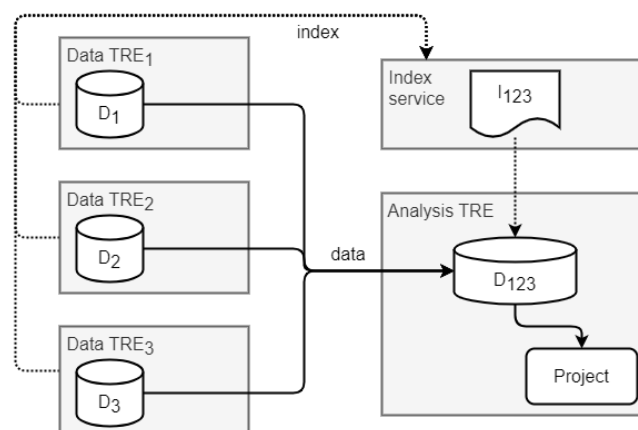 index
Data TRE1
D1
Index
service
I123
Data TRE2
D2
Analysis TRE
data
D123
Data TRE3
D3
Project